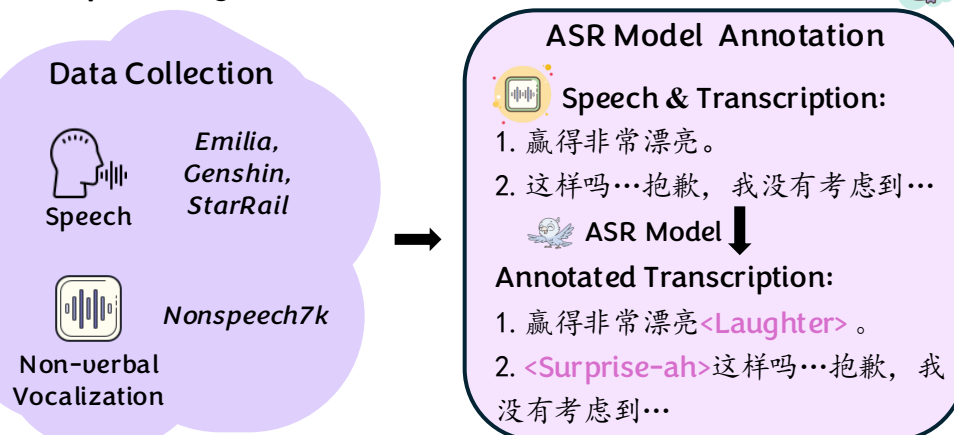 Data Collection
Speech
Emilia,
Genshin,
StarRail
Non-verbal
Vocalization
Nonspeech7k
ASR Model Annotation
Speech & Transcription:
1. 赢得非常漂亮。
2. 这样吗…抱歉，我没有考虑到…
ASR Model
Annotated Transcription:
1. 赢得非常漂亮<Laughter>。
2. <Surprise-ah>这样吗…抱歉，我
没有考虑到…